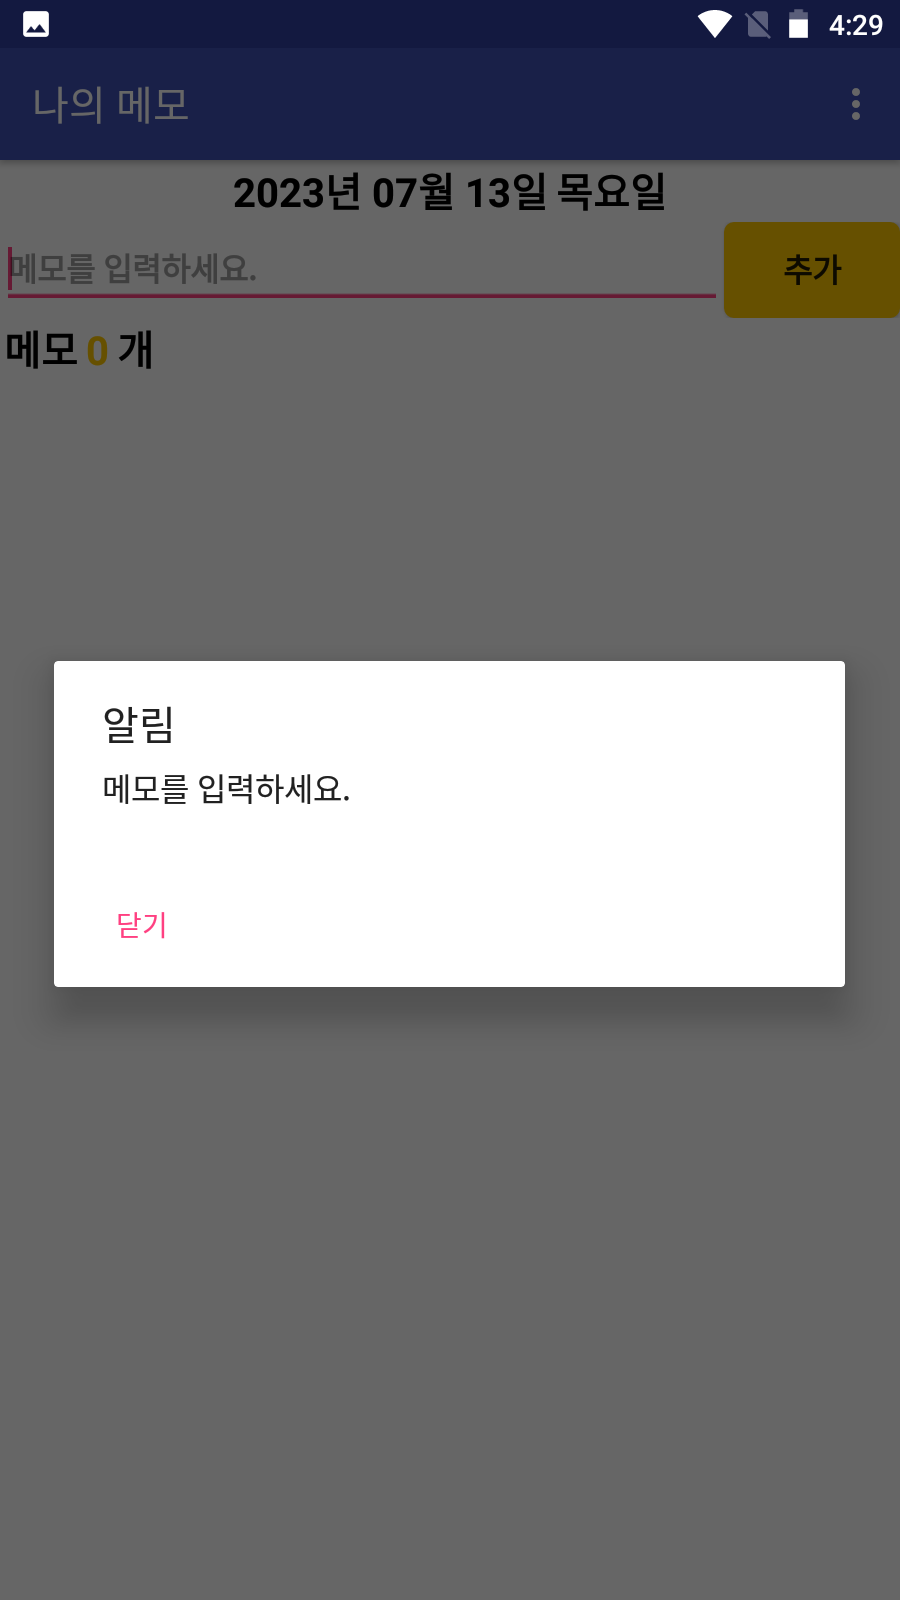 4:29
나의 메모
2023년 07월 13일 목요일
메모를 입력하세요.
추가
메모 0 개
알림
메모를 입력하세요.
닫기